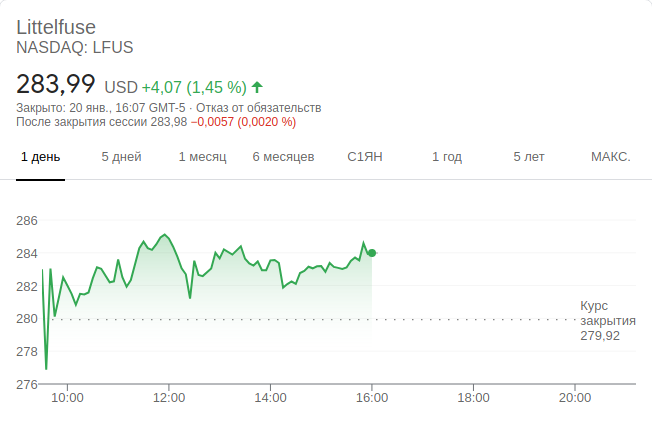 Littelfuse
NASDAQ: LFUS
283,99 USD +4,07 (1,45 %)
Закрыто: 20 янв., 16:07 GMT-5 · Отказ от обязательств
После закрытия сессии 283,98 −0,0057 (0,0020 %)
1 день 5 дней 1 месяц 6 месяцев С1ЯН 1 год 5 лет МАКС.
286
284
282
280
278
276
Курс
закрытия
279,92
10:00 12:00 14:00 16:00 18:00 20:00